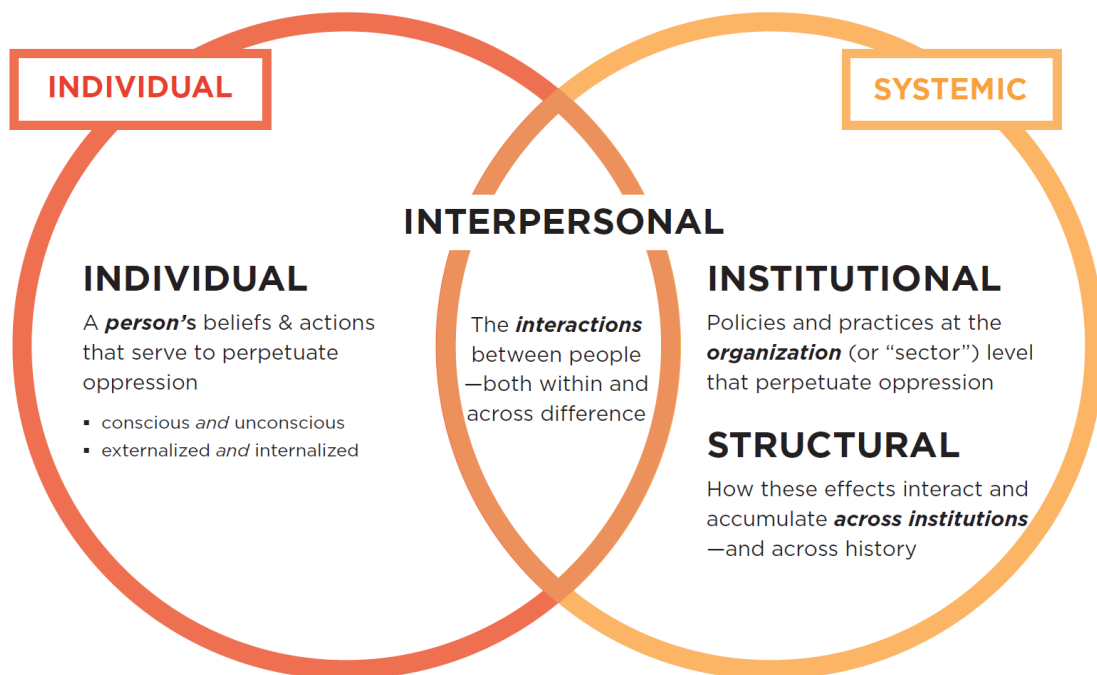 INDIVIDUAL
SYSTEMIC
INTERPERSONAL
INDIVIDUAL
A person’s beliefs & actions
that serve to perpetuate
oppression
▪ conscious and unconscious
▪ externalized and internalized
The interactions
between people
—both within and
across difference
INSTITUTIONAL
Policies and practices at the
organization (or “sector”) level
that perpetuate oppression
STRUCTURAL
How these effects interact and
accumulate across institutions
—and across history